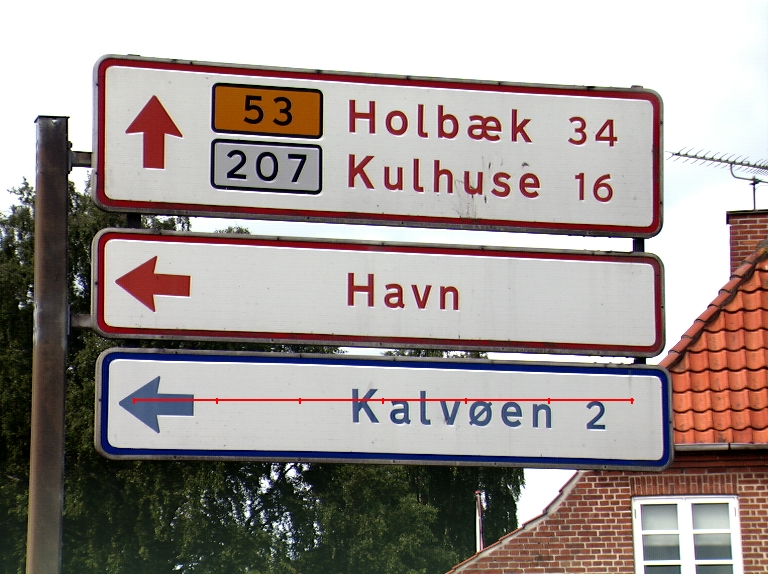 53 Holbæk 34
207 Kulhuse 16
Havn
Kalvøen 2